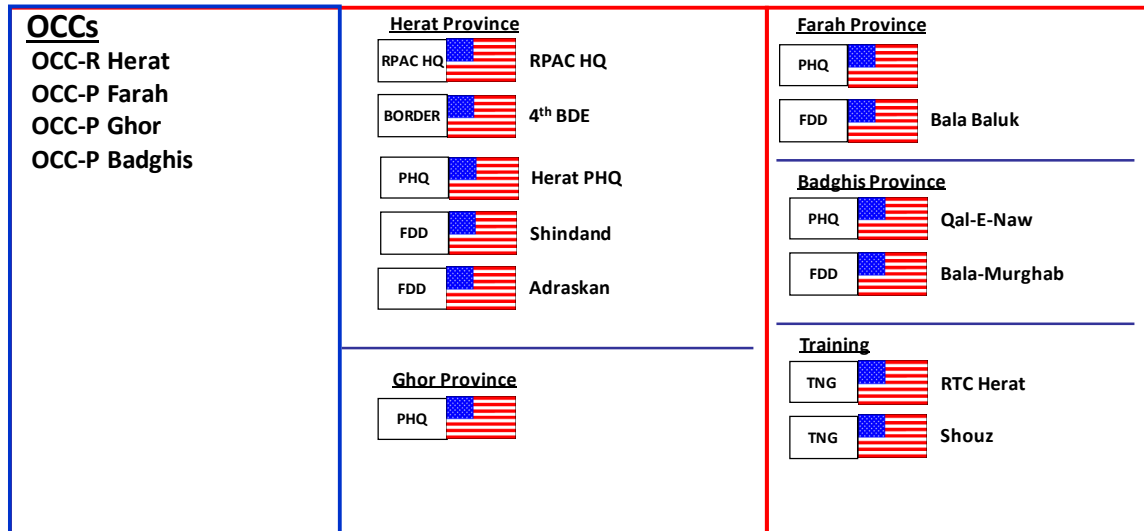 OCCs
OCC-R Herat
OCC-P Farah
OCC-P Ghor
OCC-P Badghis
Herat Province
RPAC HQ RPAC HQ
BORDER 4th BDE
PHQ Herat PHQ
FDD Shindand
FDD Adraskan
Ghor Province
PHQ
Farah Province
PHQ
FDD Bala Baluk
Badghis Province
PHQ Qal-E-Naw
FDD Bala-Murghab
Training
TNG RTC Herat
TNG Shouz